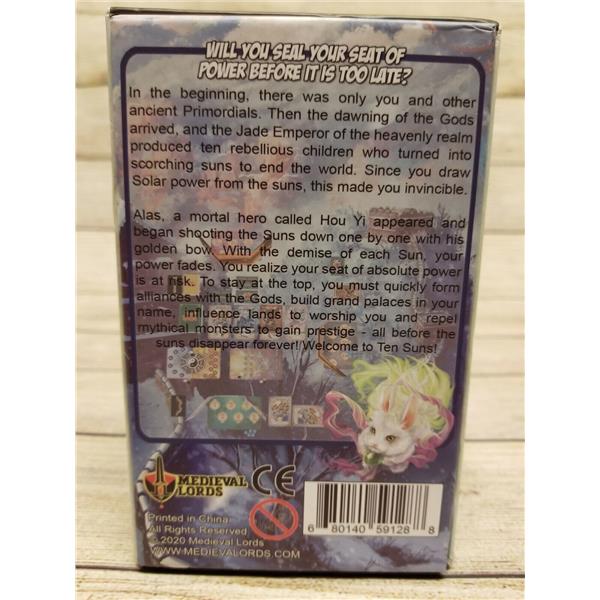 WILL YOU SEAL YOUR SEAT OF
POWER BEFORE IT IS TOO LATE?
In the beginning, there was only you and other
ancient Primordials. Then the dawning of the Gods
arrived, and the Jade Emperor of the heavenly realm
produced ten rebellious children who turned into
scorching suns to end the world. Since you draw
Solar power from the suns, this made you invincible.
Alas, a mortal hero called Hou Yi appeared and
began shooting the Suns down one by one with his
golden bow. With the demise of each Sun, your
power fades. You realize your seat of absolute power
is at risk. To stay at the top, you must quickly form
alliances with the Gods, build grand palaces in your
name, influence lands to worship you and repel
mythical monsters to gain prestige - all before the
suns disappear forever! Welcome to Ten Suns!
MEDIEVAL
LORDS
CE
Printed in China
All Rights Reserved
© 2020 Medieval Lords
WWW.MEDIEVALORDS.COM
6 80140 59128 8